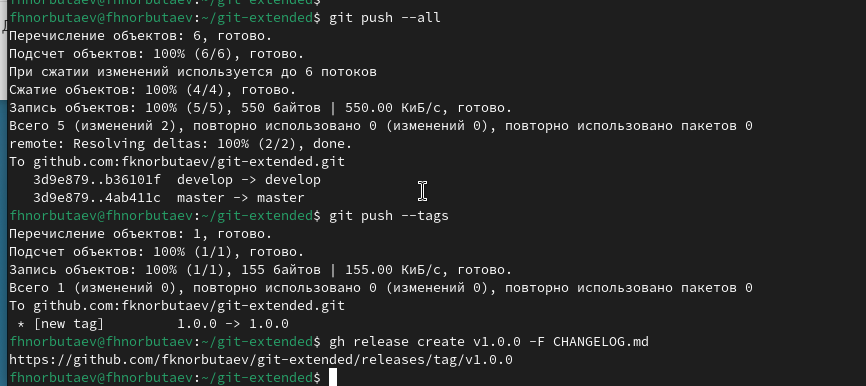 fhnorbutaev@fhnorbutaev:~/git-extended$ git push --all
Перечисление объектов: 6, готово.
Подсчет объектов: 100% (6/6), готово.
При сжатии изменений используется до 6 потоков
Сжатие объектов: 100% (4/4), готово.
Запись объектов: 100% (5/5), 550 байтов | 550.00 КиБ/с, готово.
Всего 5 (изменений 2), повторно использовано 0 (изменений 0), повторно использовано пакетов 0
remote: Resolving deltas: 100% (2/2), done.
To github.com:fknorbutaev/git-extended.git
   3d9e879..b36101f  develop -> develop
   3d9e879..4ab411c  master -> master
fhnorbutaev@fhnorbutaev:~/git-extended$ git push --tags
Перечисление объектов: 1, готово.
Подсчет объектов: 100% (1/1), готово.
Запись объектов: 100% (1/1), 155 байтов | 155.00 КиБ/с, готово.
Всего 1 (изменений 0), повторно использовано 0 (изменений 0), повторно использовано пакетов 0
To github.com:fknorbutaev/git-extended.git
 * [new tag]         1.0.0 -> 1.0.0
fhnorbutaev@fhnorbutaev:~/git-extended$ gh release create v1.0.0 -F CHANGELOG.md
https://github.com/fknorbutaev/git-extended/releases/tag/v1.0.0
fhnorbutaev@fhnorbutaev:~/git-extended$